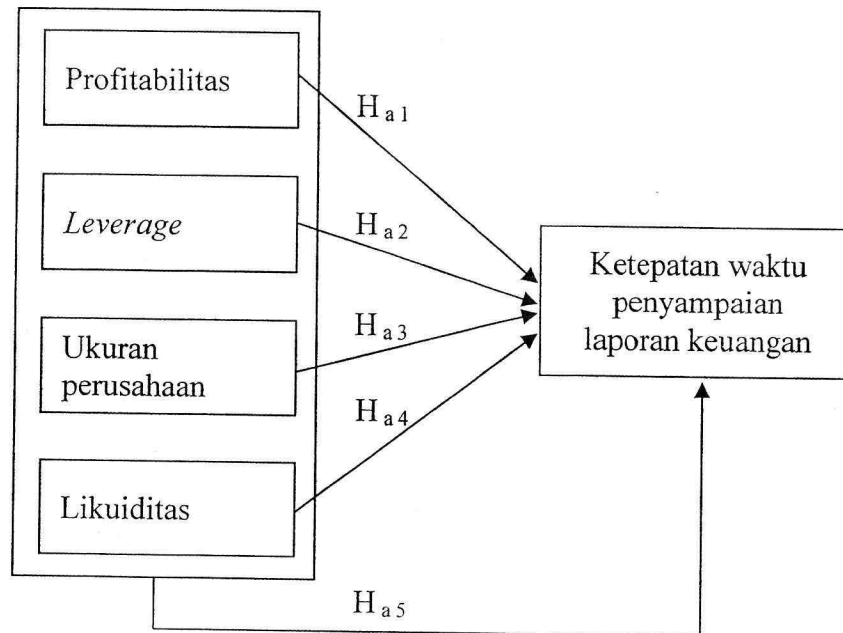 Profitabilitas
H a 1
Leverage
H a 2
Ketepatan waktu
penyampaian
laporan keuangan
Ukuran
perusahaan
H a 3
H a 4
Likuiditas
H a 5